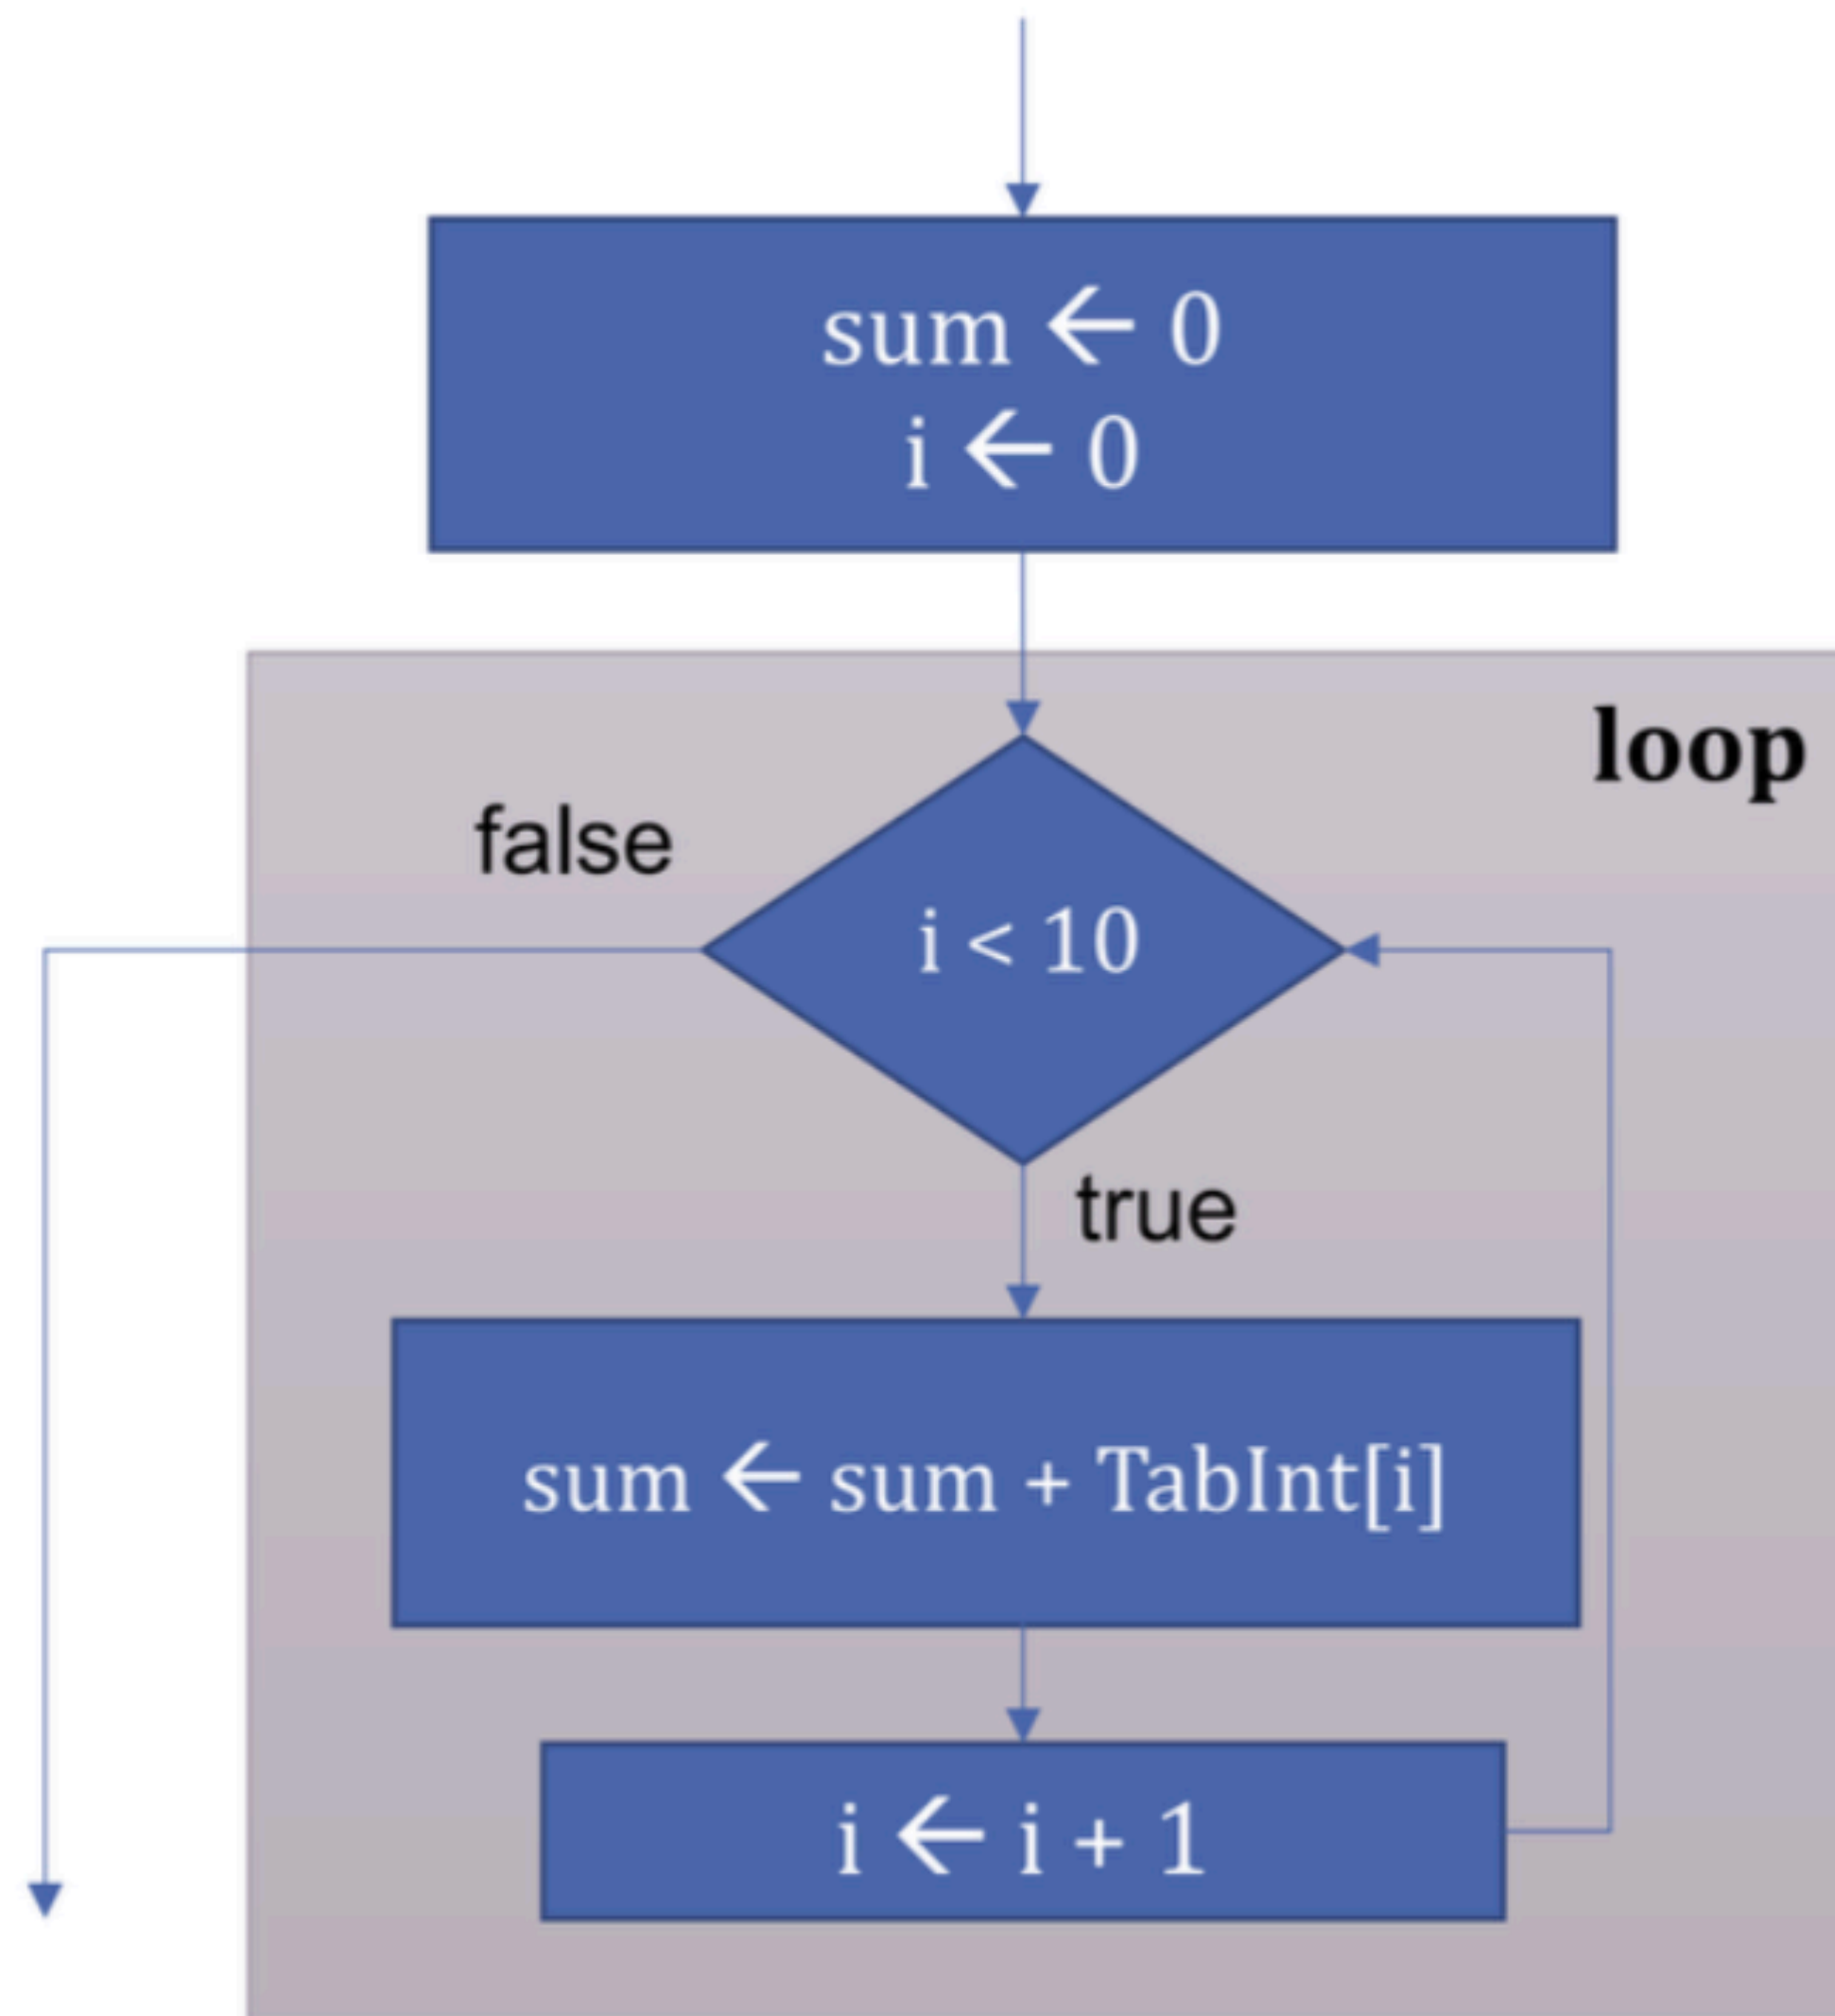 sum ← 0
i ← 0
loop
false
i < 10
true
sum ← sum + TabInt[i]
i ← i + 1